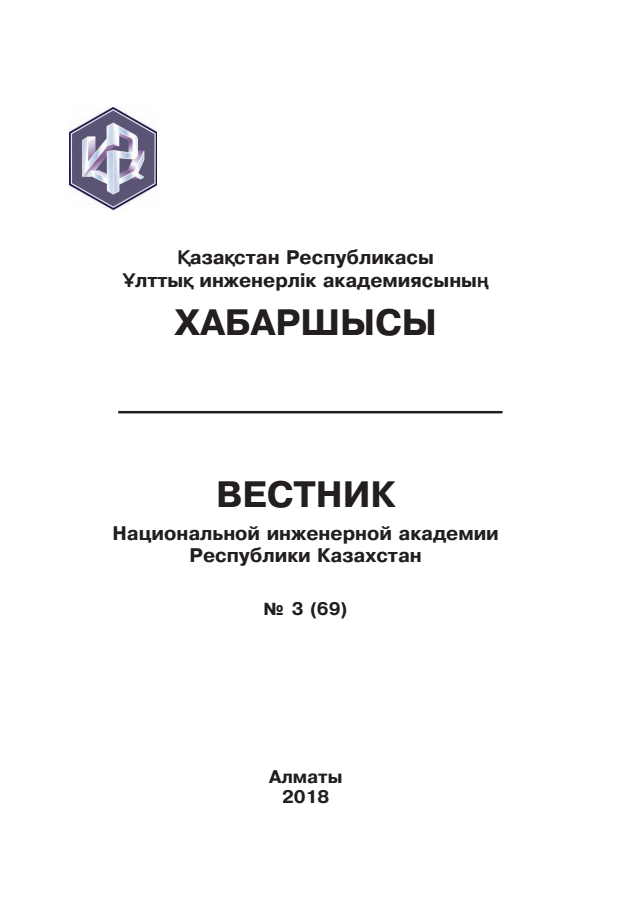 Қазақстан Республикасы
Ұлттық инженерлік академиясының
ХАБАРШЫСЫ
ВЕСТНИК
Национальной инженерной академии
Республики Казахстан
№ 3 (69)
Алматы
2018